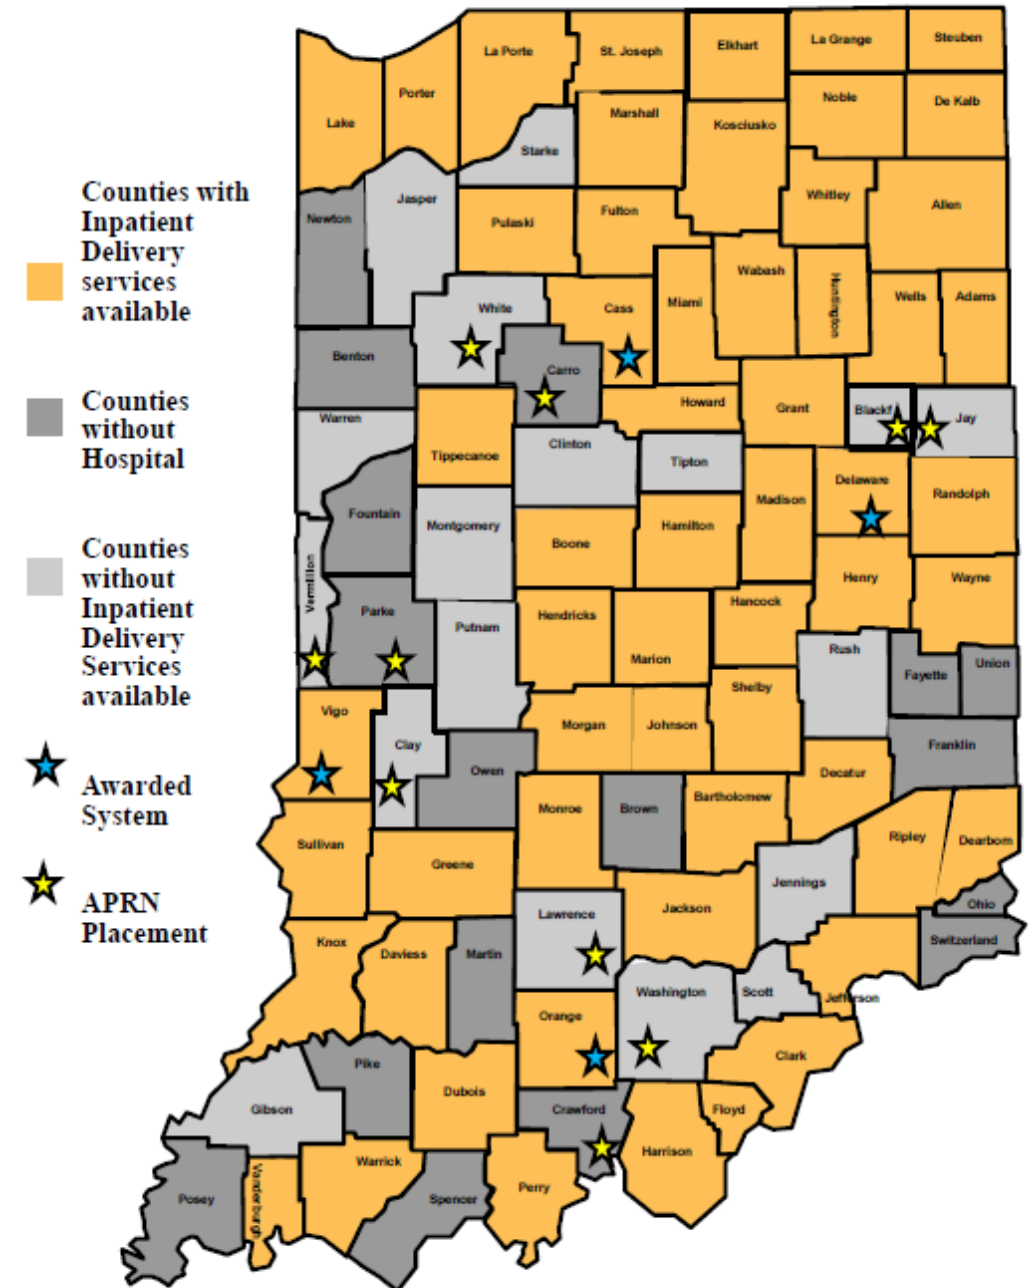 Counties with
Inpatient
Delivery
services
available
Counties
without
Hospital
Counties
without
Inpatient
Delivery
Services
available
Awarded
System
APRN
Placement
La Porte
St. Joseph
Elkhart
La Grange
Steuben
Porter
Lake
Marshall
Noble
De Kalb
Kosciusko
Starke
Jasper
Newton
Pulaski
Fulton
Whitley
Allen
White
Cass
Miami
Wabash
Huntington
Wells
Adams
Benton
Carro
Warren
Howard
Grant
Blackf
Jay
Tippecanoe
Clinton
Tipton
Delaware
Randolph
Fountain
Montgomery
Madison
Hamilton
Boone
Vermillion
Henry
Wayne
Parke
Putnam
Hendricks
Hancock
Marion
Rush
Fayette
Union
Shelby
Vigo
Clay
Morgan
Johnson
Franklin
Owen
Decatur
Monroe
Brown
Bartholomew
Sullivan
Greene
Ripley
Dearborn
Jennings
Jackson
Ohio
Lawrence
Knox
Daviess
Martin
Switzerland
Washington
Scott
Jefferson
Orange
Clark
Pike
Dubois
Gibson
Crawford
Floyd
Harrison
Warrick
Perry
Posey
Vanderburgh
Spencer